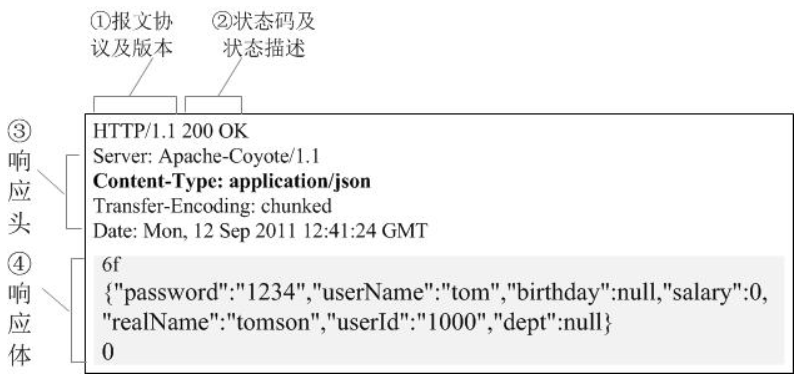 ①报文协
议及版本
②状态码及
状态描述
③
响
应
头
HTTP/1.1 200 OK
Server: Apache-Coyote/1.1
Content-Type: application/json
Transfer-Encoding: chunked
Date: Mon, 12 Sep 2011 12:41:24 GMT
④
响
应
体
6f
{"password":"1234","userName":"tom","birthday":null,"salary":0,
"realName":"tomson","userId":"1000","dept":null}
0